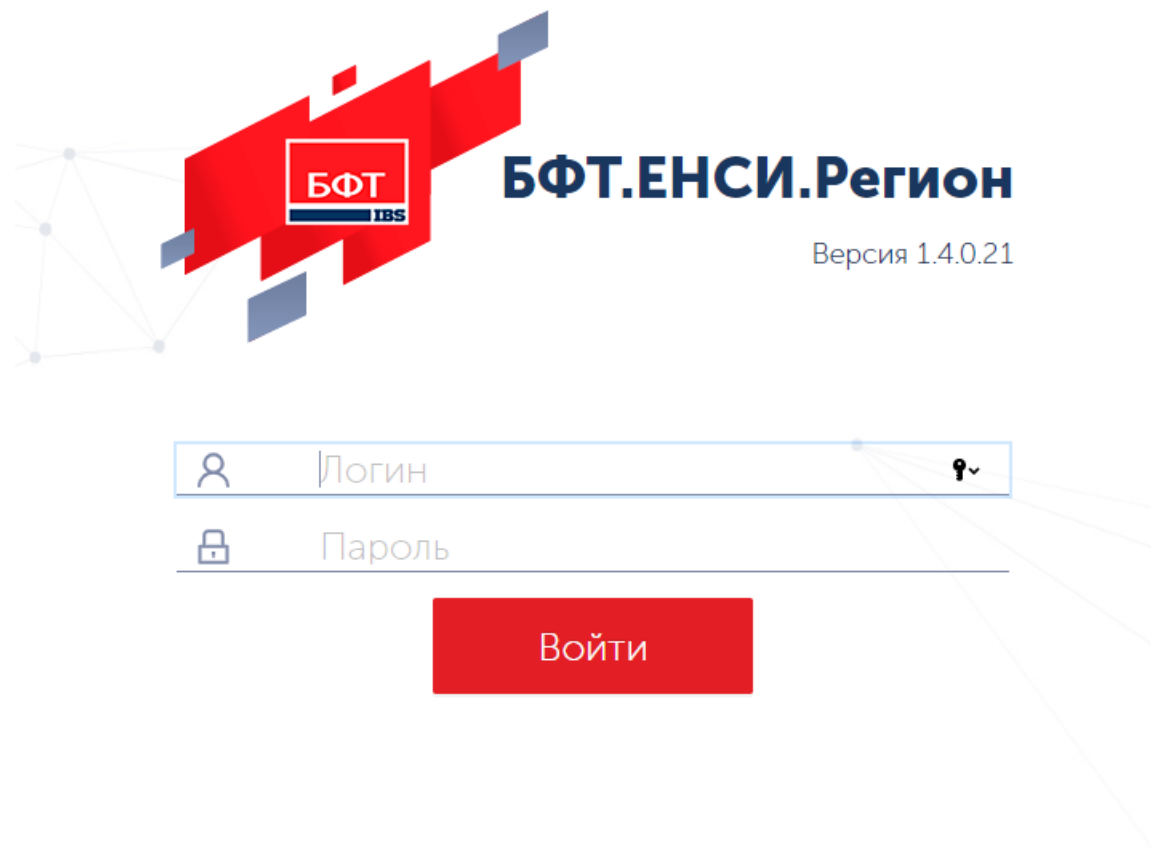 БФТ
IBS
БФТ.ЕНСИ.Регион
Версия 1.4.0.21
Логин
Пароль
Войти